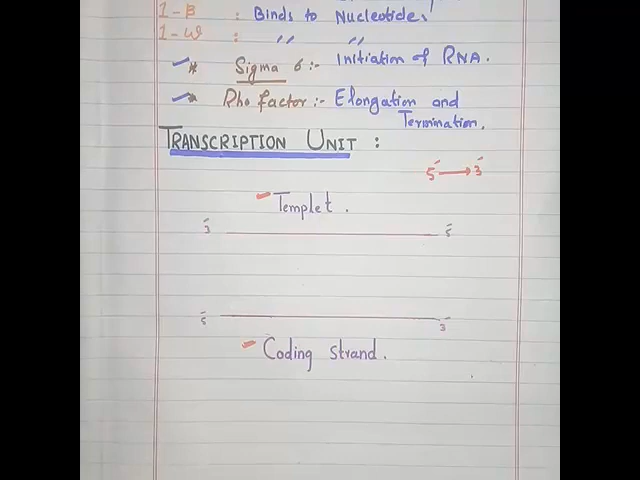 1-β : Binds to Nucleotide.
1-ω : ,, ,,
* Sigma 6 :- Initiation of RNA.
* Rho factor :- Elongation and
Termination.
TRANSCRIPTION UNIT :
5' → 3'
Templet .
3' 5'
5' 3'
Coding strand .